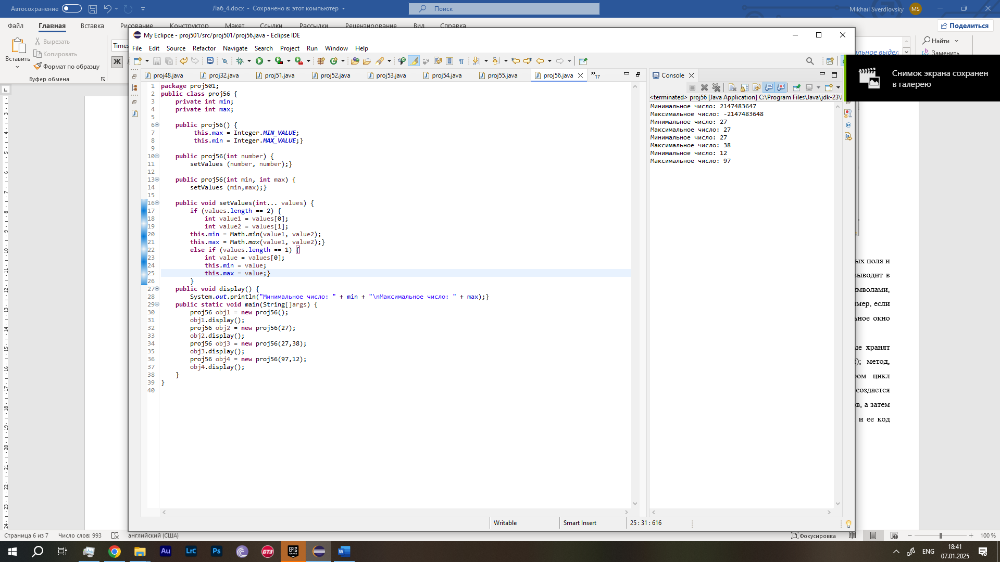 Автосохранение
Лаб_4.docx - Сохранено в: этот компьютер
Поиск
Mikhail Sverdlovsky
MS
Файл Главная Вставка Рисование Конструктор Макет Ссылки Рассылки Рецензирование Вид Справка
Поделиться
Вставить
Вырезать
Копировать
Формат по образцу
Буфер обмена
Times
Ж
Найти
Заменить
My Eclipce - proj501/src/proj501/proj56.java - Eclipse IDE
File Edit Source Refactor Navigate Search Project Run Window Help
proj48.java proj32.java proj51.java proj52.java proj53.java proj54.java proj55.java proj56.java »17
1 package proj501;
2 public class proj56 {
3 private int min;
4 private int max;
5
6 public proj56() {
7 this.max = Integer.MIN_VALUE;
8 this.min = Integer.MAX_VALUE;}
9
10 public proj56(int number) {
11 setValues (number, number);}
12
13 public proj56(int min, int max) {
14 setValues (min,max);}
15
16 public void setValues(int... values) {
17 if (values.length == 2) {
18 int value1 = values[0];
19 int value2 = values[1];
20 this.min = Math.min(value1, value2);
21 this.max = Math.max(value1, value2);}
22 else if (values.length == 1) {
23 int value = values[0];
24 this.min = value;
25 this.max = value;}
26 }
27 public void display() {
28 System.out.println("Минимальное число: " + min + "\nМаксимальное число: " + max);}
29 public static void main(String[]args) {
30 proj56 obj1 = new proj56();
31 obj1.display();
32 proj56 obj2 = new proj56(27);
33 obj2.display();
34 proj56 obj3 = new proj56(27,38);
35 obj3.display();
36 proj56 obj4 = new proj56(97,12);
37 obj4.display();
38 }
39 }
40
Console
<terminated> proj56 [Java Application] C:\Program Files\Java\jdk-23\
Минимальное число: 2147483647
Максимальное число: -2147483648
Минимальное число: 27
Максимальное число: 27
Минимальное число: 27
Максимальное число: 38
Минимальное число: 12
Максимальное число: 97
Снимок экрана сохранен
в галерею
ых поля и
выводит в
имволами,
мер, если
ьное окно
ые хранят
t); метод,
ром цикл
создается
ов, а затем
и ее код
Writable
Smart Insert
25 : 31 : 616
Страница 6 из 7
Число слов: 993
английский (США)
Фокусировка
100 %
Au
Lrc
Ps
GT3
EPIC GAMES
W
ENG
18:41
07.01.2025